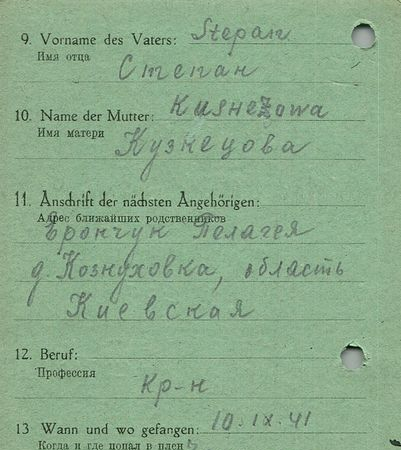 9. Vorname des Vaters: Stepan
Имя отца
Степан
10. Name der Mutter: Kusнеzowa
Имя матери
Кузнецова
11. Anschrift der nächsten Angehörigen:
Адрес ближайших родственников
Ерончук Пелагея
д. Кознуховка, область
Киевская
12. Beruf:
Профессия
Кр-н
13 Wann und wo gefangen: 10.IX.41
Когда и где попал в плен